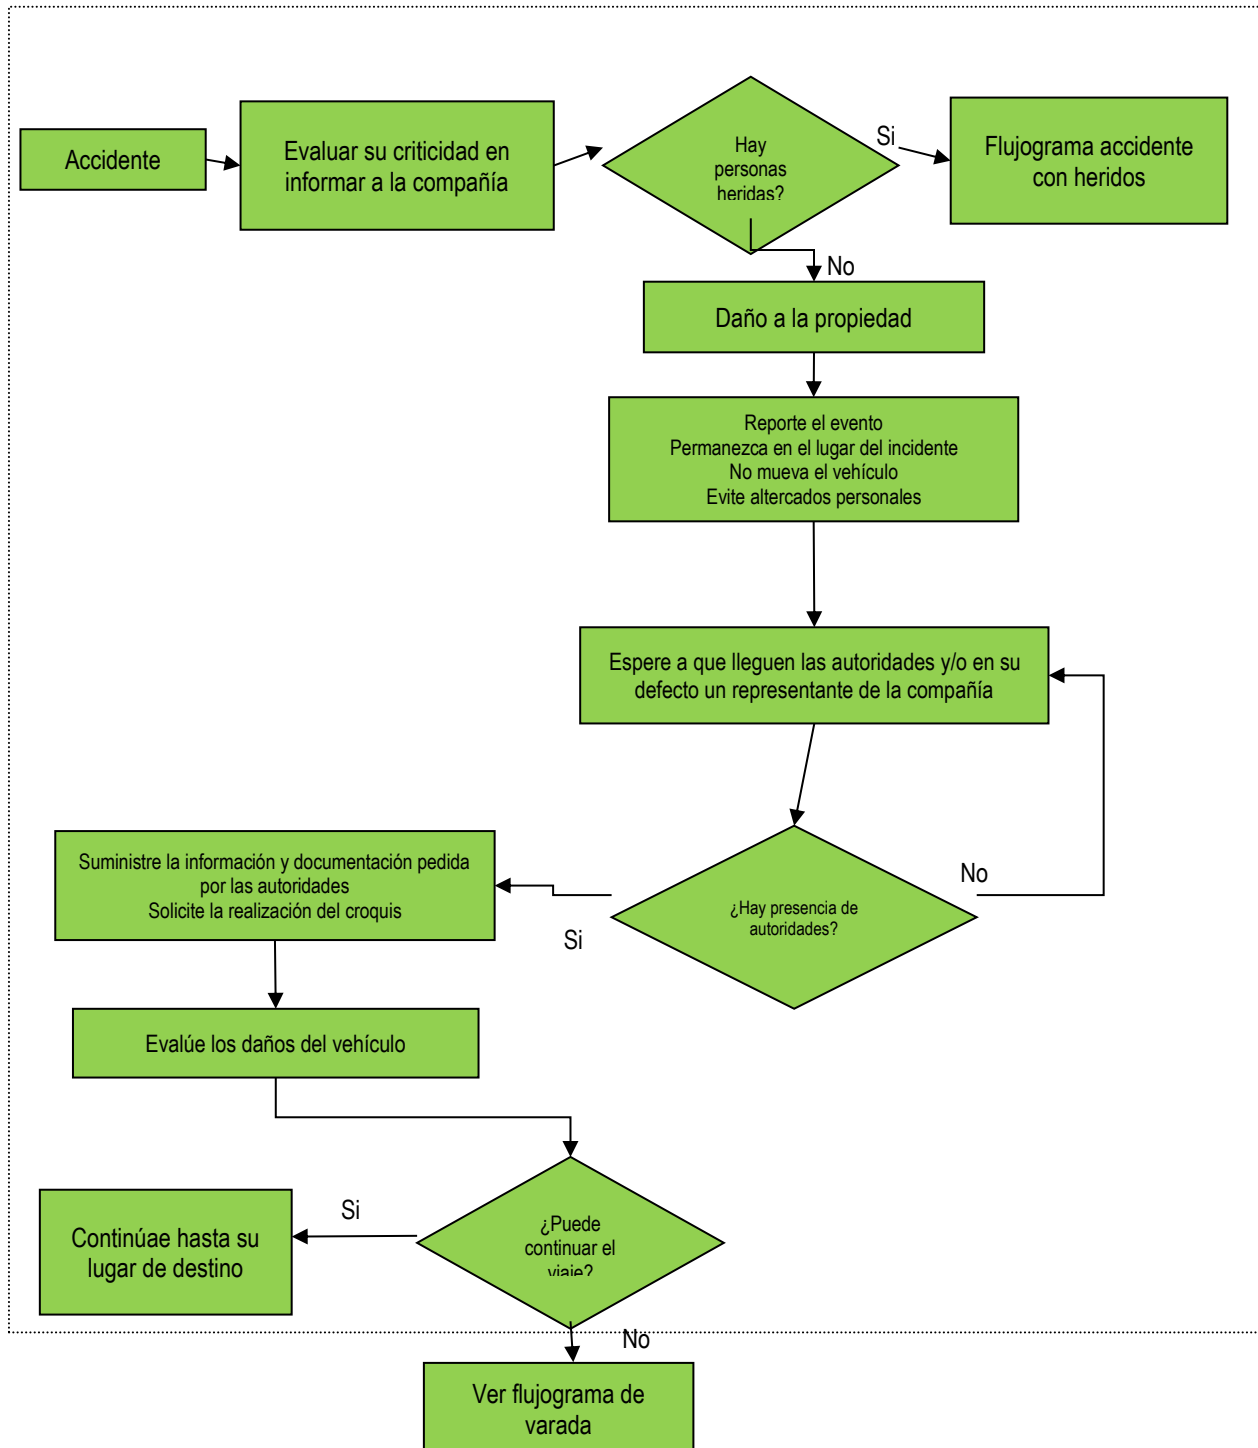 Accidente
Evaluar su criticidad en
informar a la compañía
Hay
personas
heridas?
Si
Flujograma accidente
con heridos
No
Daño a la propiedad
Reporte el evento
Permanezca en el lugar del incidente
No mueva el vehículo
Evite altercados personales
Espere a que lleguen las autoridades y/o en su
defecto un representante de la compañía
¿Hay presencia de
autoridades?
No
Si
Suministre la información y documentación pedida
por las autoridades
Solicite la realización del croquis
Evalúe los daños del vehículo
¿Puede
continuar el
viaje?
Si
Continúae hasta su
lugar de destino
No
Ver flujograma de
varada